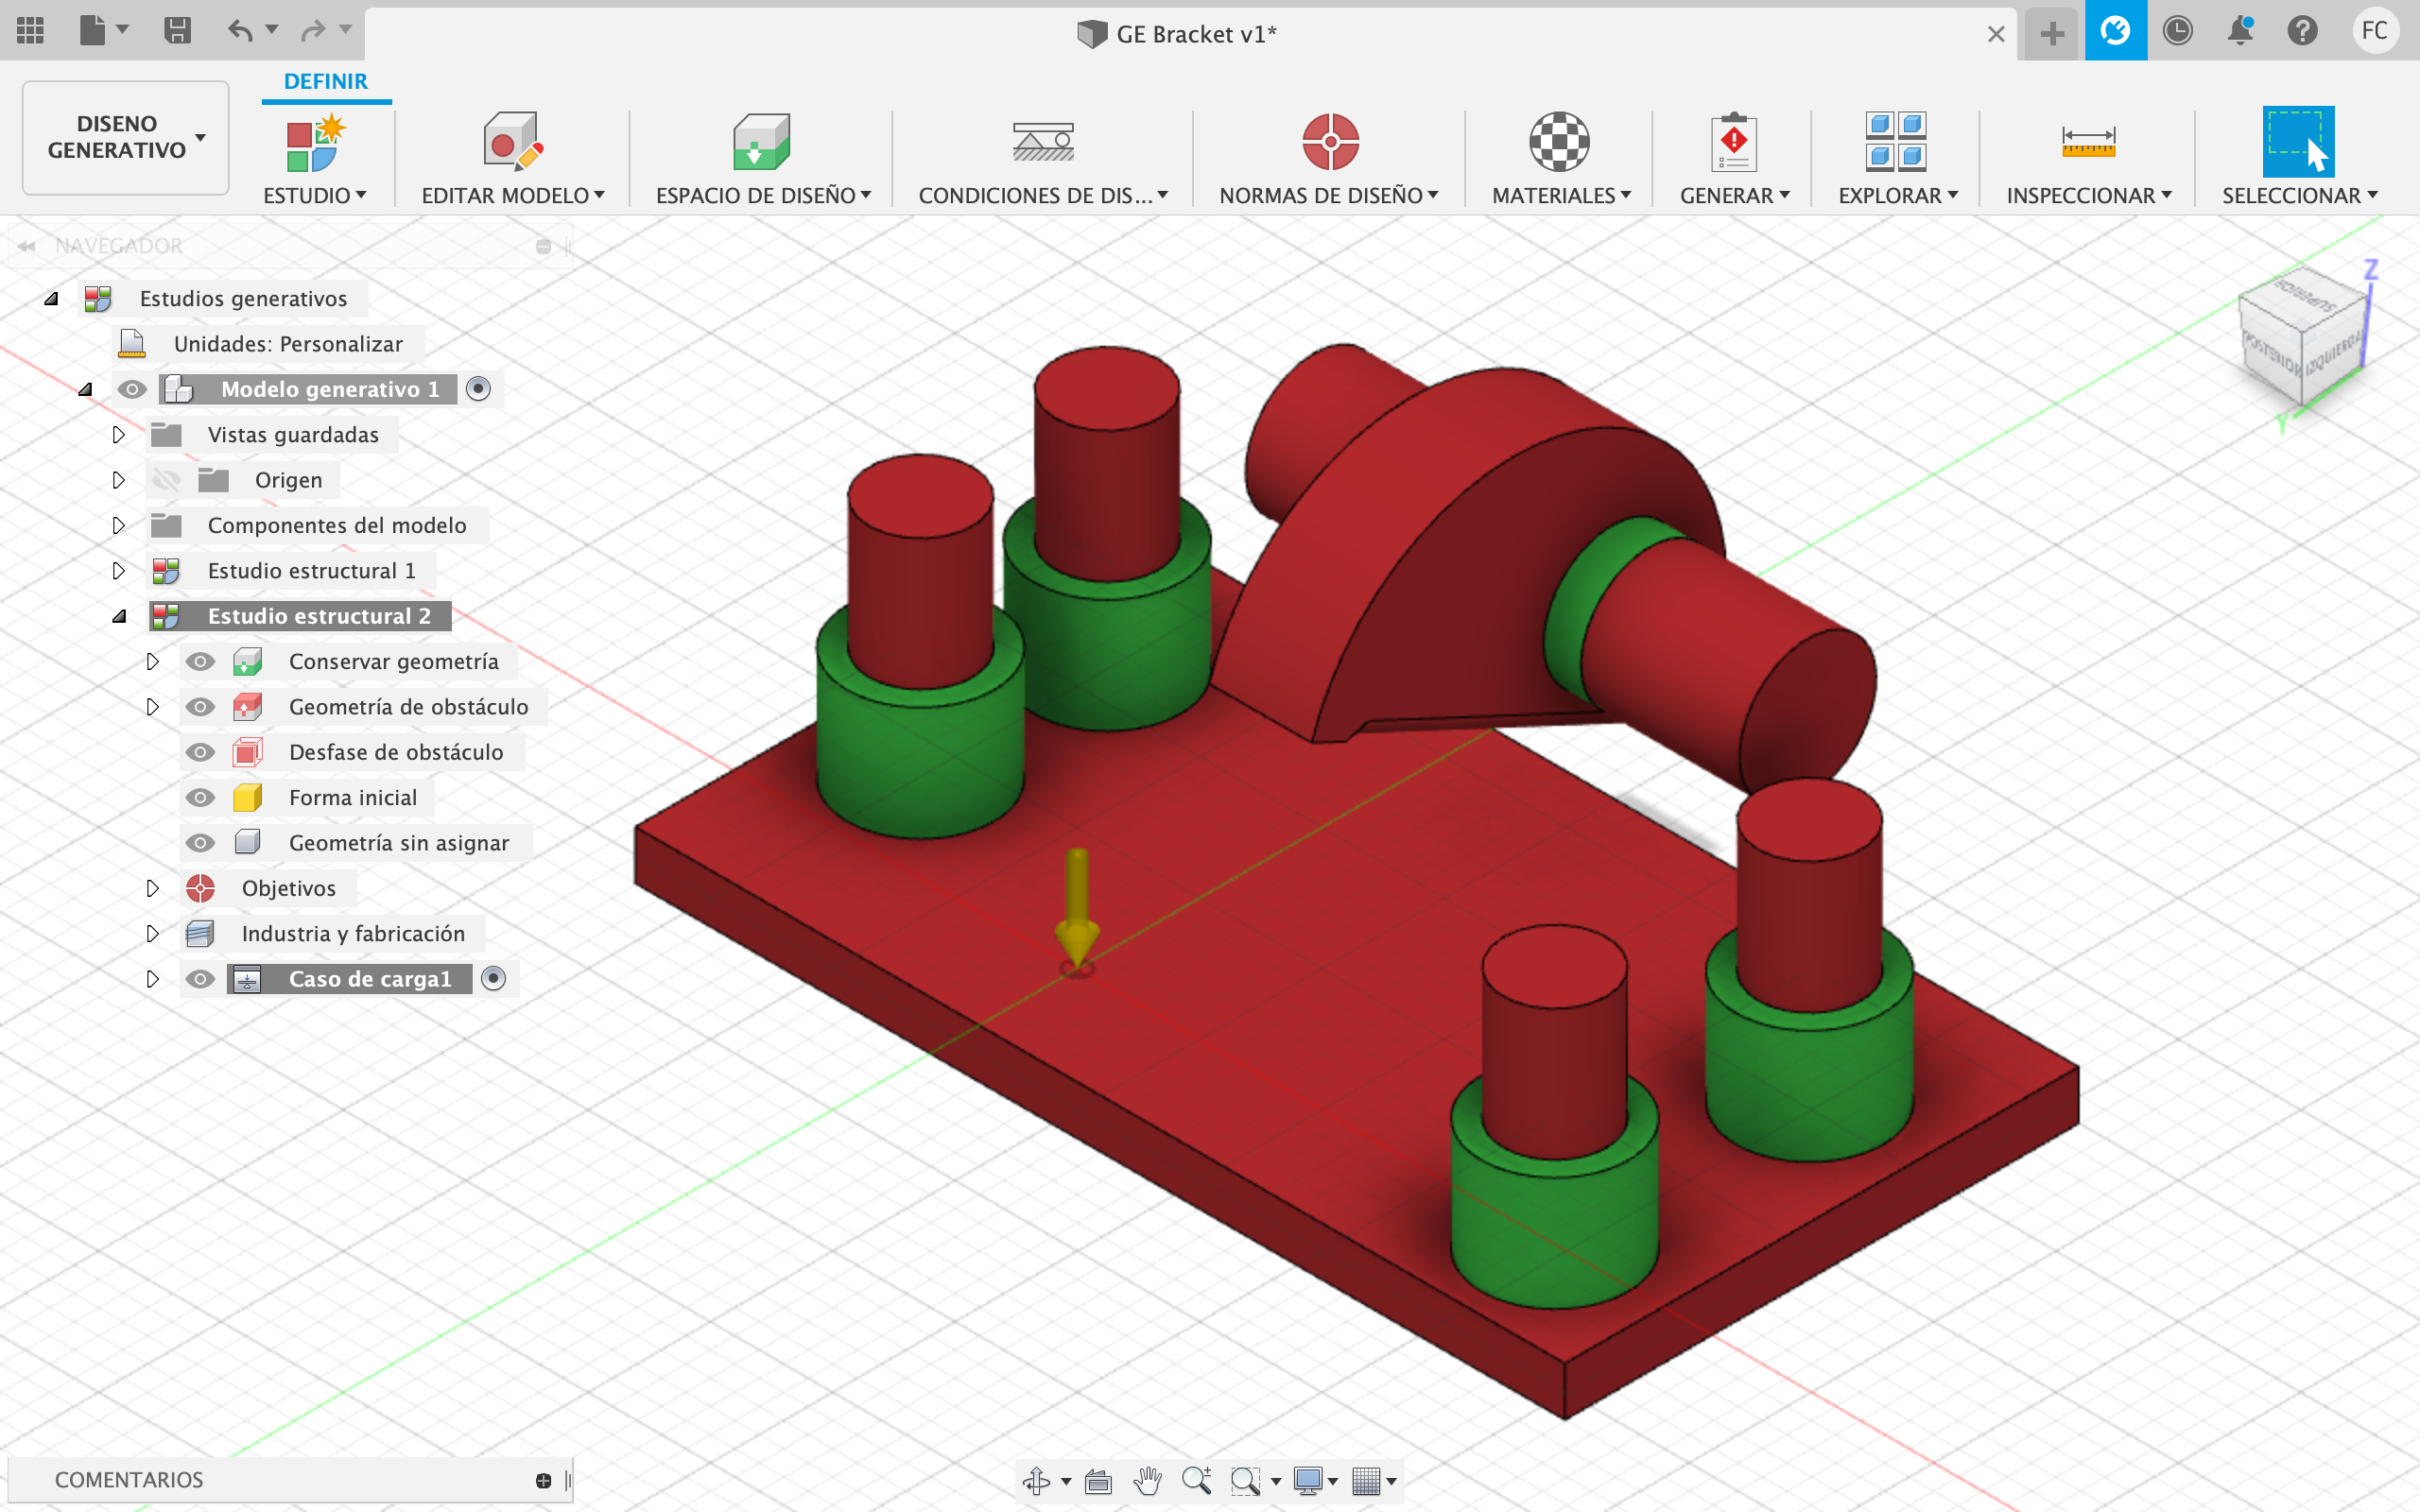 GE Bracket v1*
FC
DEFINIR
DISENO
GENERATIVO
ESTUDIO
EDITAR MODELO
ESPACIO DE DISEÑO
CONDICIONES DE DIS...
NORMAS DE DISEÑO
MATERIALES
GENERAR
EXPLORAR
INSPECCIONAR
SELECCIONAR
NAVEGADOR
Estudios generativos
Unidades: Personalizar
Modelo generativo 1
Vistas guardadas
Origen
Componentes del modelo
Estudio estructural 1
Estudio estructural 2
Conservar geometría
Geometría de obstáculo
Desfase de obstáculo
Forma inicial
Geometría sin asignar
Objetivos
Industria y fabricación
Caso de carga1
Z
SUPERIOR
POSTERIOR
IZQUIERDA
Y
COMENTARIOS